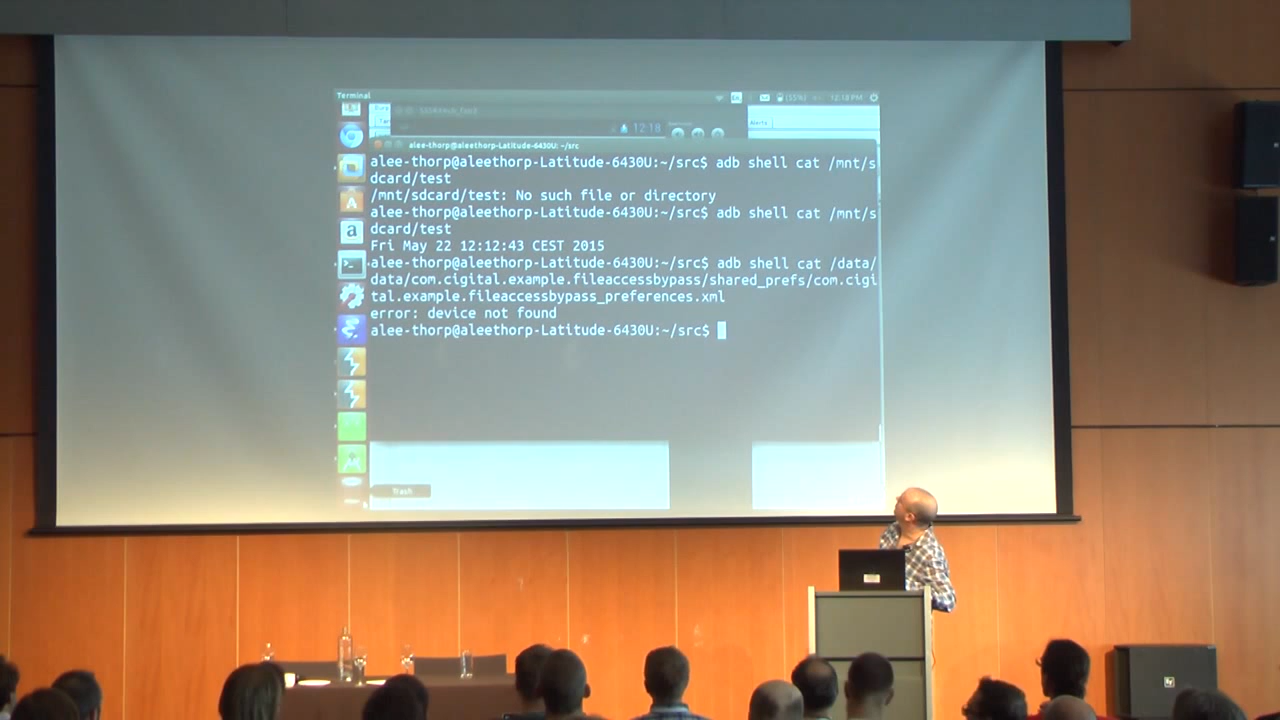 Terminal
(55%) 12:18 PM
12:18
Alerts
alee-thorp@aleethorp-Latitude-6430U: ~/src
alee-thorp@aleethorp-Latitude-6430U:~/src$ adb shell cat /mnt/s
dcard/test
/mnt/sdcard/test: No such file or directory
alee-thorp@aleethorp-Latitude-6430U:~/src$ adb shell cat /mnt/s
dcard/test
Fri May 22 12:12:43 CEST 2015
alee-thorp@aleethorp-Latitude-6430U:~/src$ adb shell cat /data/
data/com.cigital.example.fileaccessbypass/shared_prefs/com.cigi
tal.example.fileaccessbypass_preferences.xml
error: device not found
alee-thorp@aleethorp-Latitude-6430U:~/src$
Trash